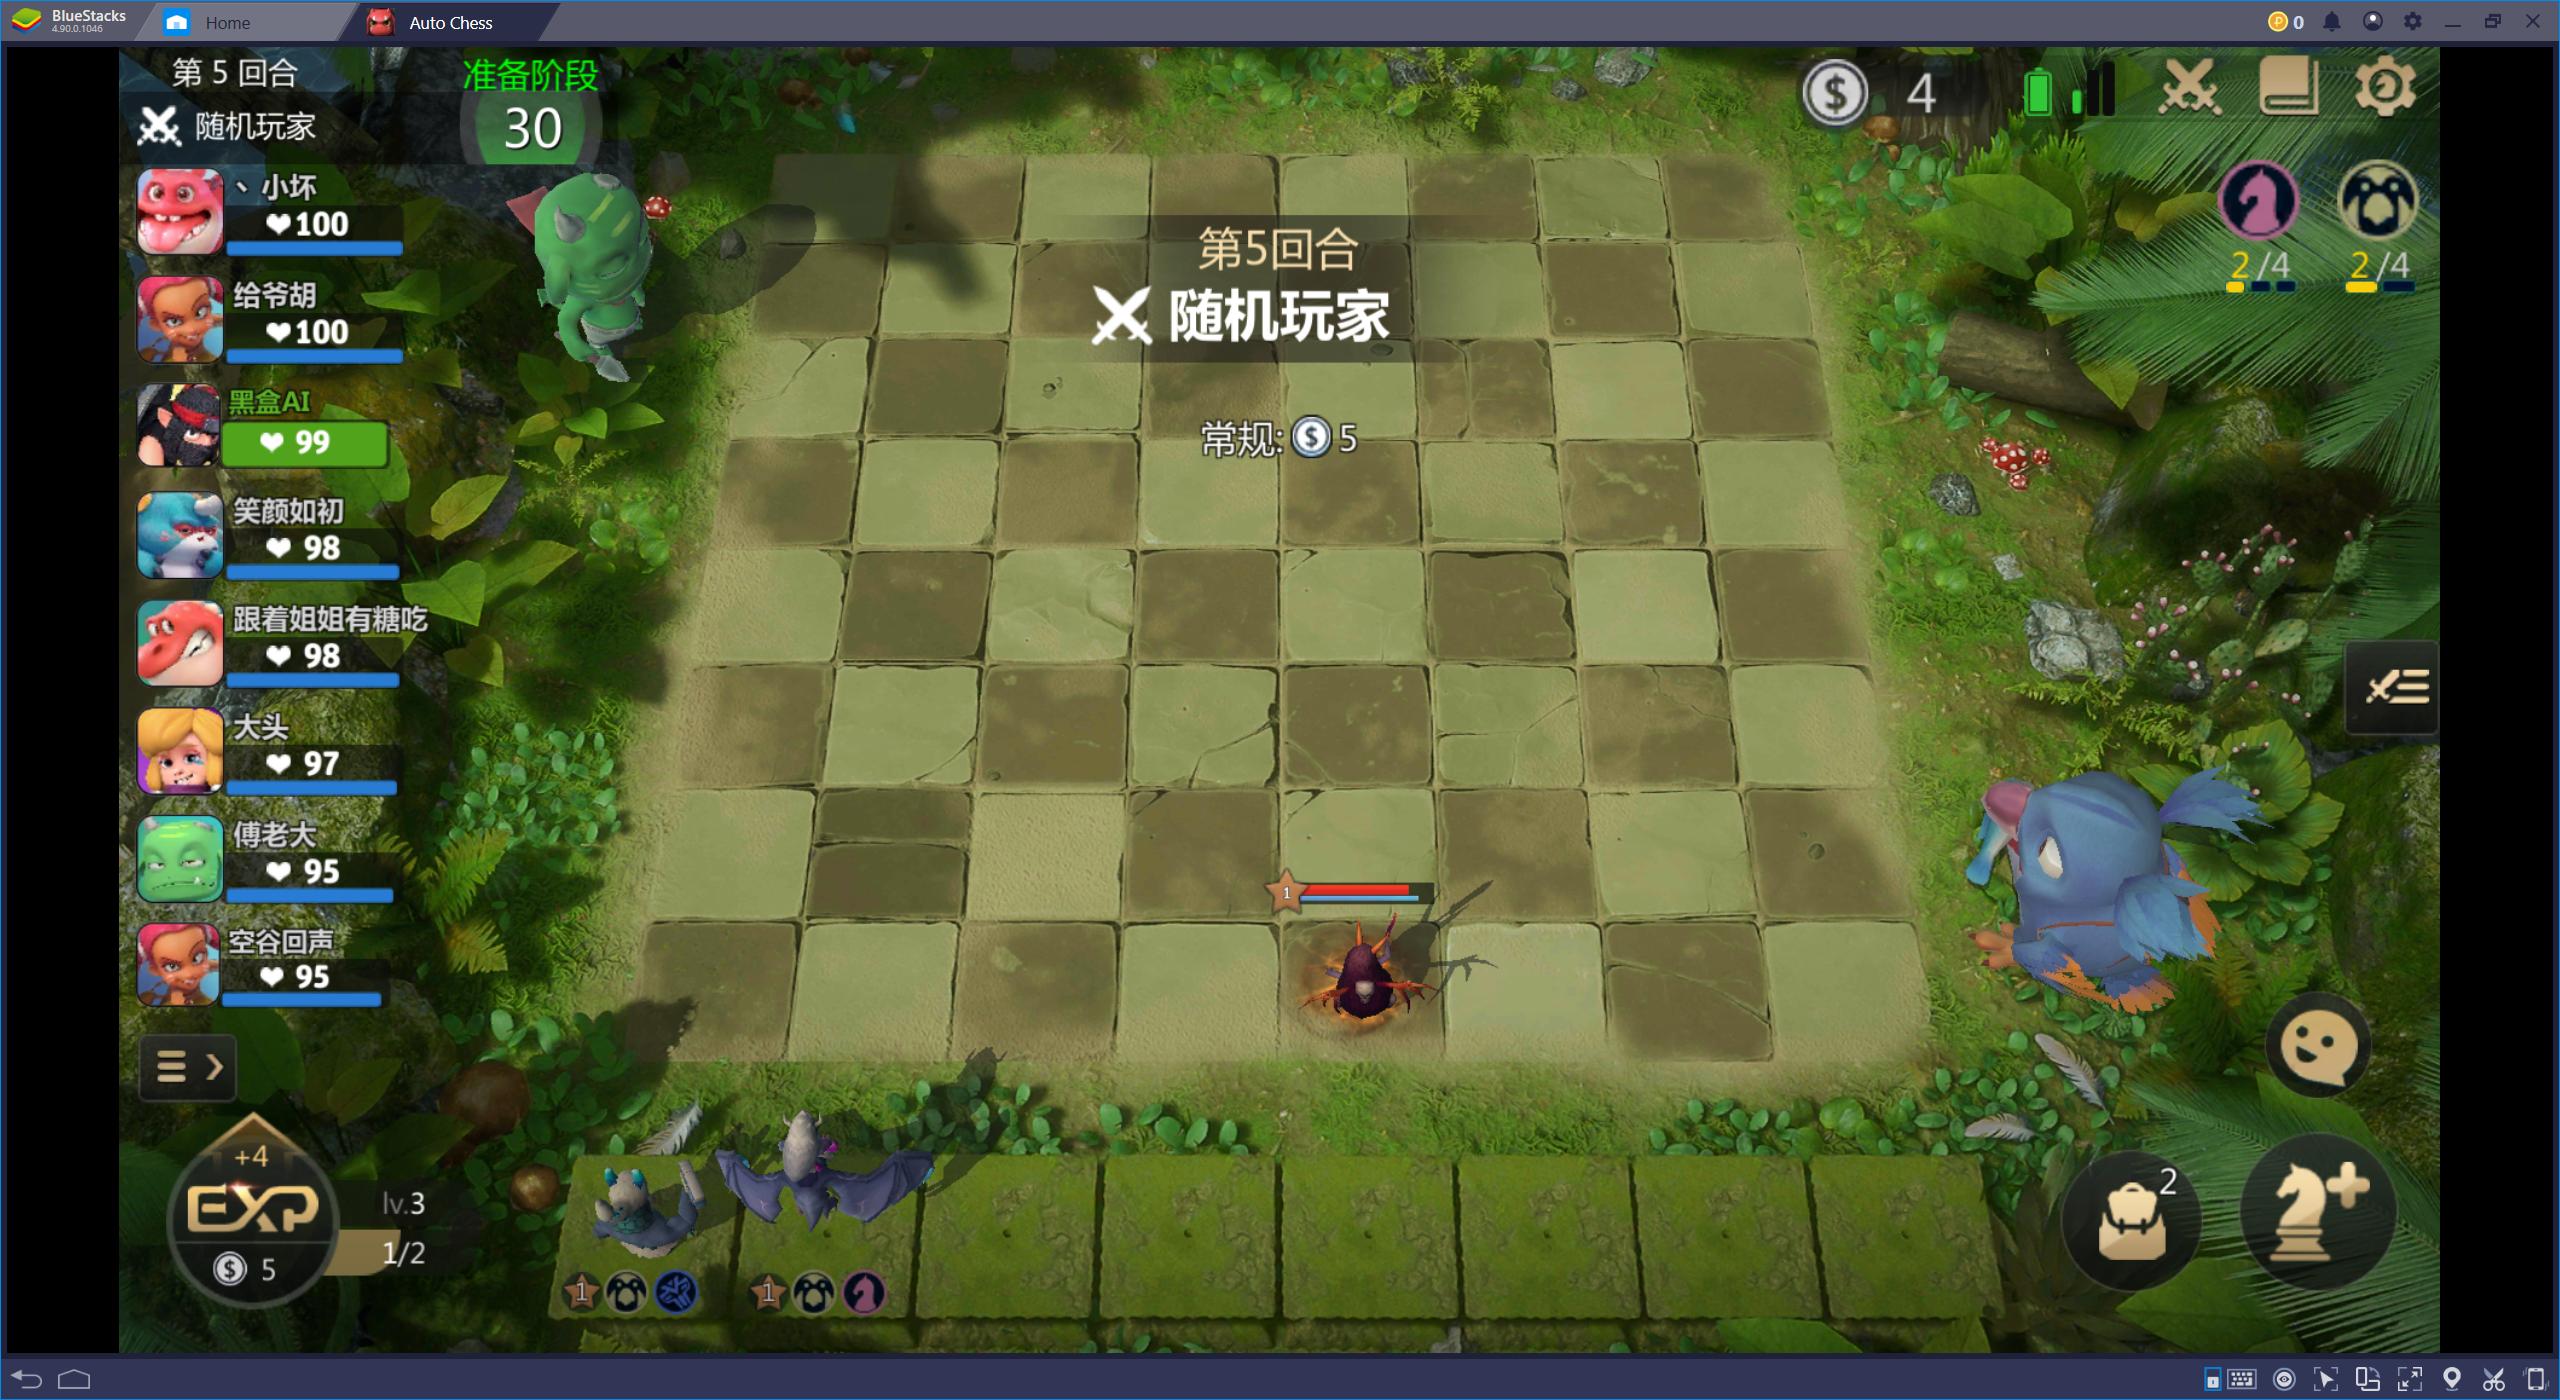 BlueStacks
4.90.0.1046
Home
Auto Chess
0
第 5 回合
准备阶段
随机玩家
30
4
丶 小坏
100
给爷胡
100
黑盒AI
99
笑颜如初
98
跟着姐姐有糖吃
98
大头
97
傅老大
95
空谷回声
95
第5回合
随机玩家
常规: $ 5
2/4
2/4
1
+4
EXP
$ 5
lv.3
1/2
1
1
2